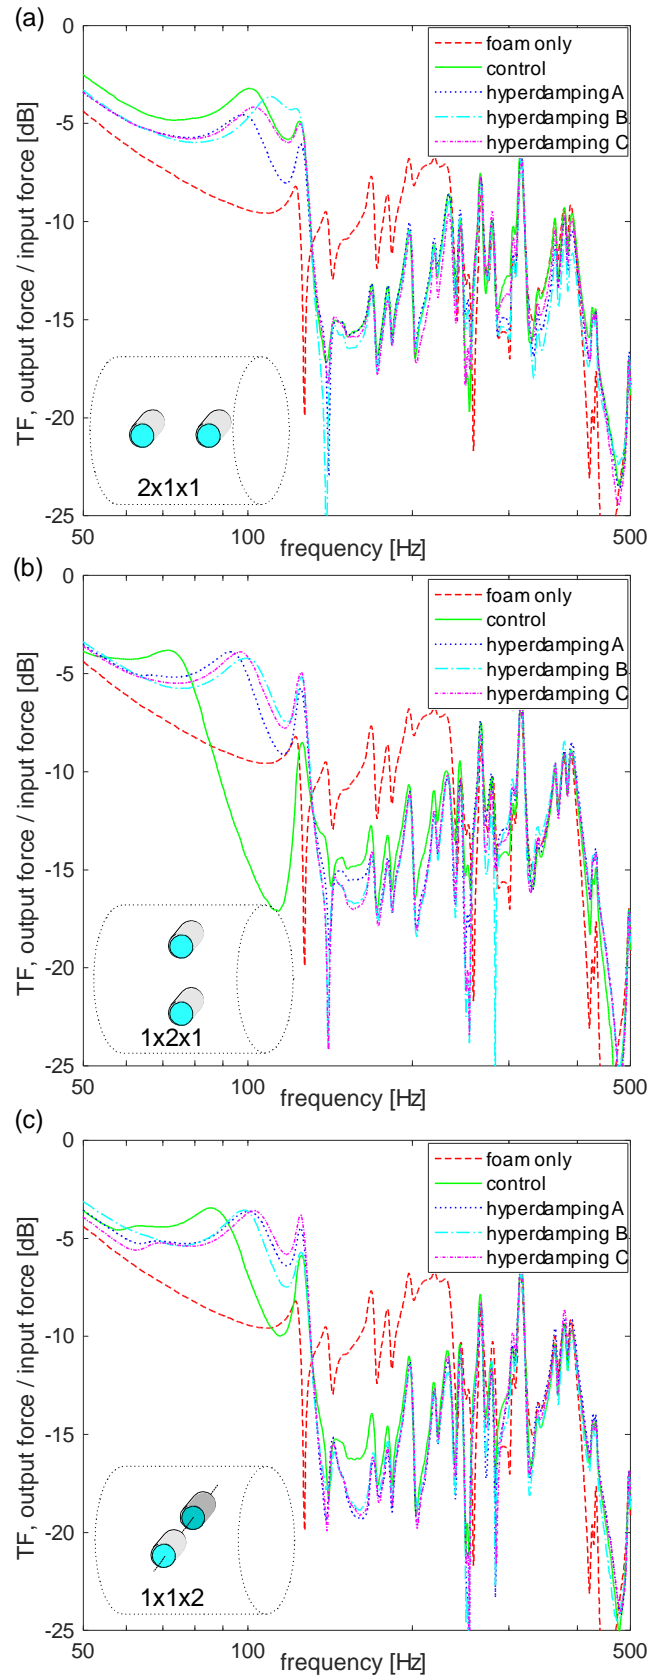 (a)
0
-5
-10
-15
-20
-25
TF, output force / input force [dB]
foam only
control
hyperdamping A
hyperdamping B
hyperdamping C
2x1x1
50
100
500
frequency [Hz]
(b)
0
-5
-10
-15
-20
-25
TF, output force / input force [dB]
foam only
control
hyperdamping A
hyperdamping B
hyperdamping C
1x2x1
50
100
500
frequency [Hz]
(c)
0
-5
-10
-15
-20
-25
TF, output force / input force [dB]
foam only
control
hyperdamping A
hyperdamping B
hyperdamping C
1x1x2
50
100
500
frequency [Hz]